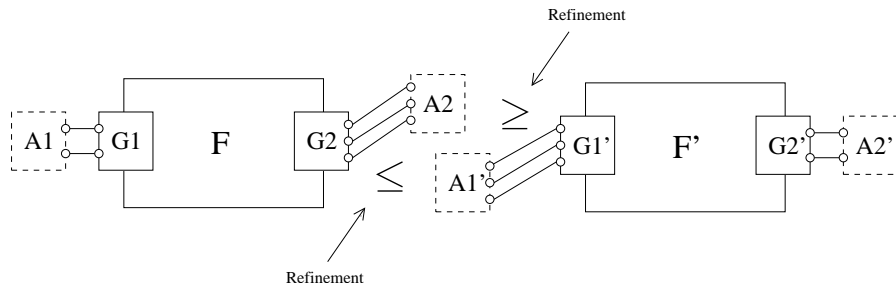 Refinement
A1
G1
F
G2
A2
≥
G1'
F'
G2'
A2'
≤
A1'
Refinement